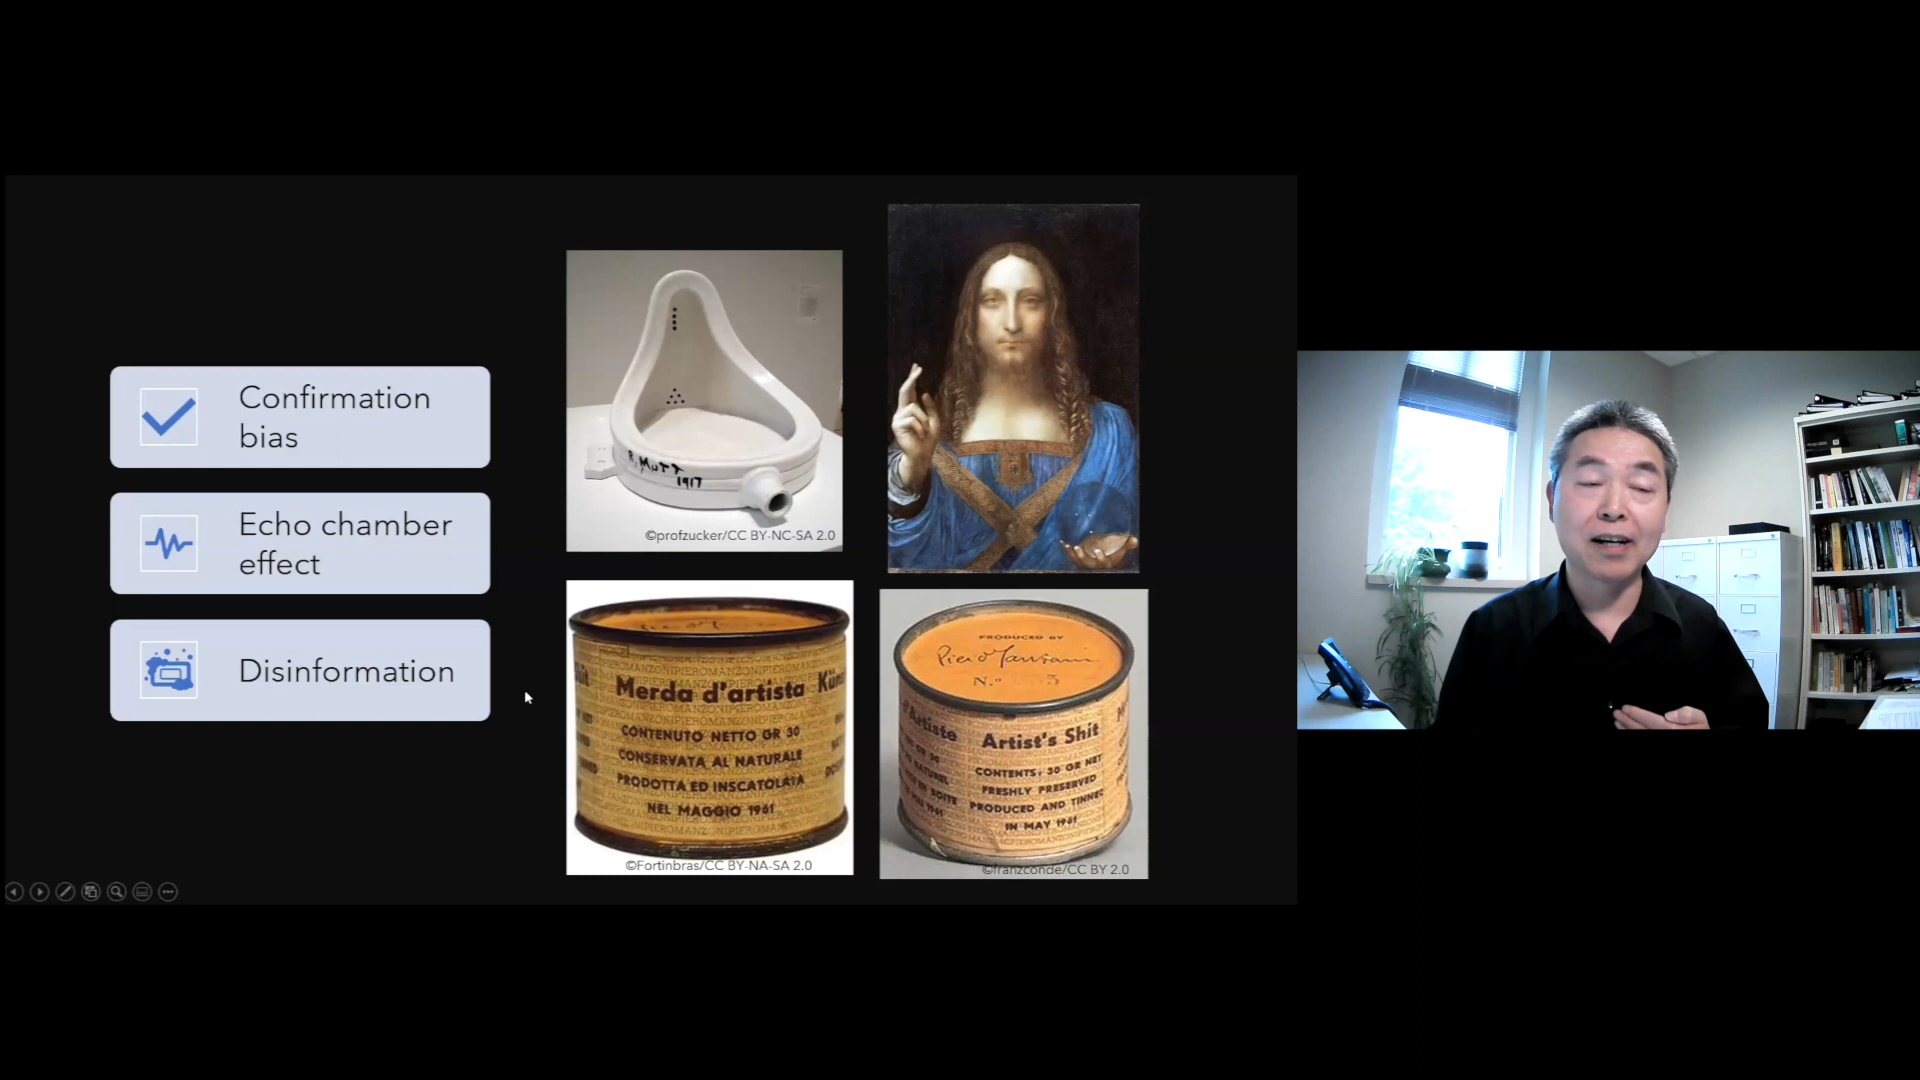 Confirmation
bias
Echo chamber
effect
Disinformation
R. MUTT
1917
©profzucker/CC BY-NC-SA 2.0
Merda d'artista
CONTENUTO NETTO GR 30
CONSERVATA AL NATURALE
PRODOTTA ED INSCATOLATA
NEL MAGGIO 1961
©Fortinbras/CC BY-NA-SA 2.0
PRODUCED BY
Piero Manzoni
N.º
d'Artiste
Artist's Shit
CONTENTS: 30 GR NET
FRESHLY PRESERVED
PRODUCED AND TINNED
IN MAY 1961
©franzconde/CC BY 2.0